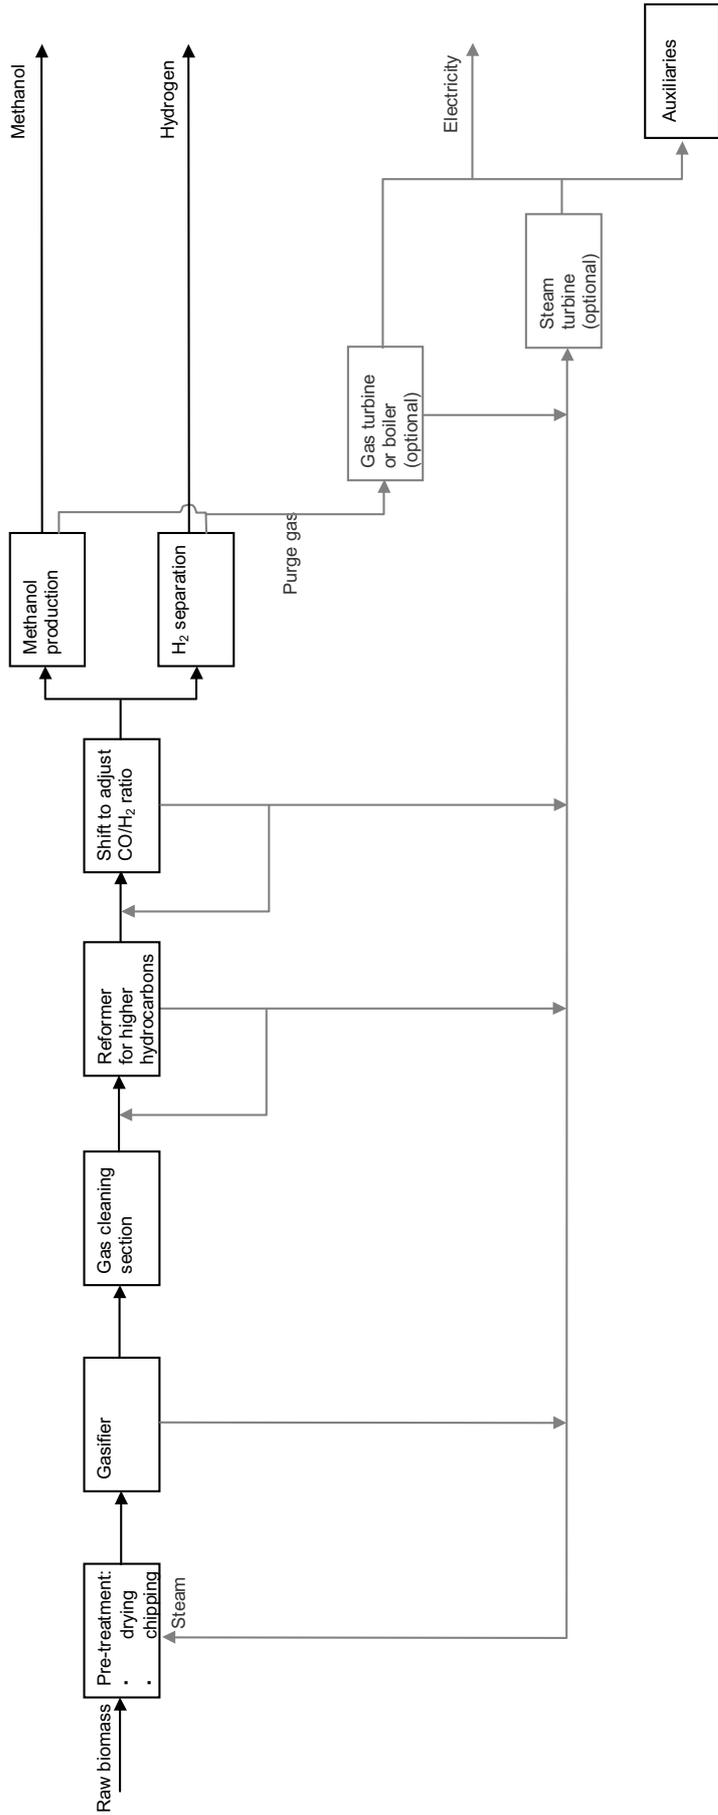 Raw biomass
Pre-treatment:
· drying
· chipping
Steam
Gasifier
Gas cleaning
section
Reformer
for higher
hydrocarbons
Shift to adjust
CO/H₂ ratio
Methanol
production
H₂ separation
Purge gas
Gas turbine
or boiler
(optional)
Steam
turbine
(optional)
Methanol
Hydrogen
Electricity
Auxiliaries